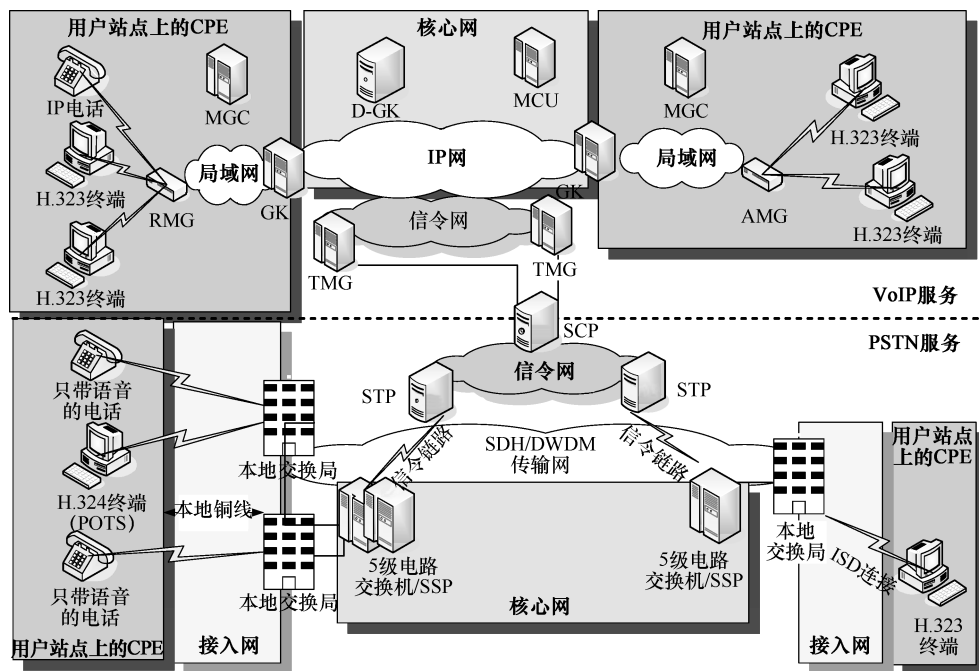 用户站点上的CPE
核心网
用户站点上的CPE
IP电话
MGC
D-GK
MCU
MGC
H.323终端
H.323终端
RMG
局域网
GK
IP网
GK
局域网
AMG
H.323终端
H.323终端
信令网
TMG
TMG
VoIP服务
SCP
PSTN服务
只带语音
的电话
STP
信令网
STP
H.324终端
(POTS)
本地交换局
信令链路
SDH/DWDM
传输网
信令链路
用户站点
上的CPE
本地铜线
本地
交换局
ISD连接
只带语音
的电话
本地交换局
5级电路
交换机/SSP
5级电路
交换机/SSP
核心网
H.323
终端
用户站点上的CPE
接入网
接入网